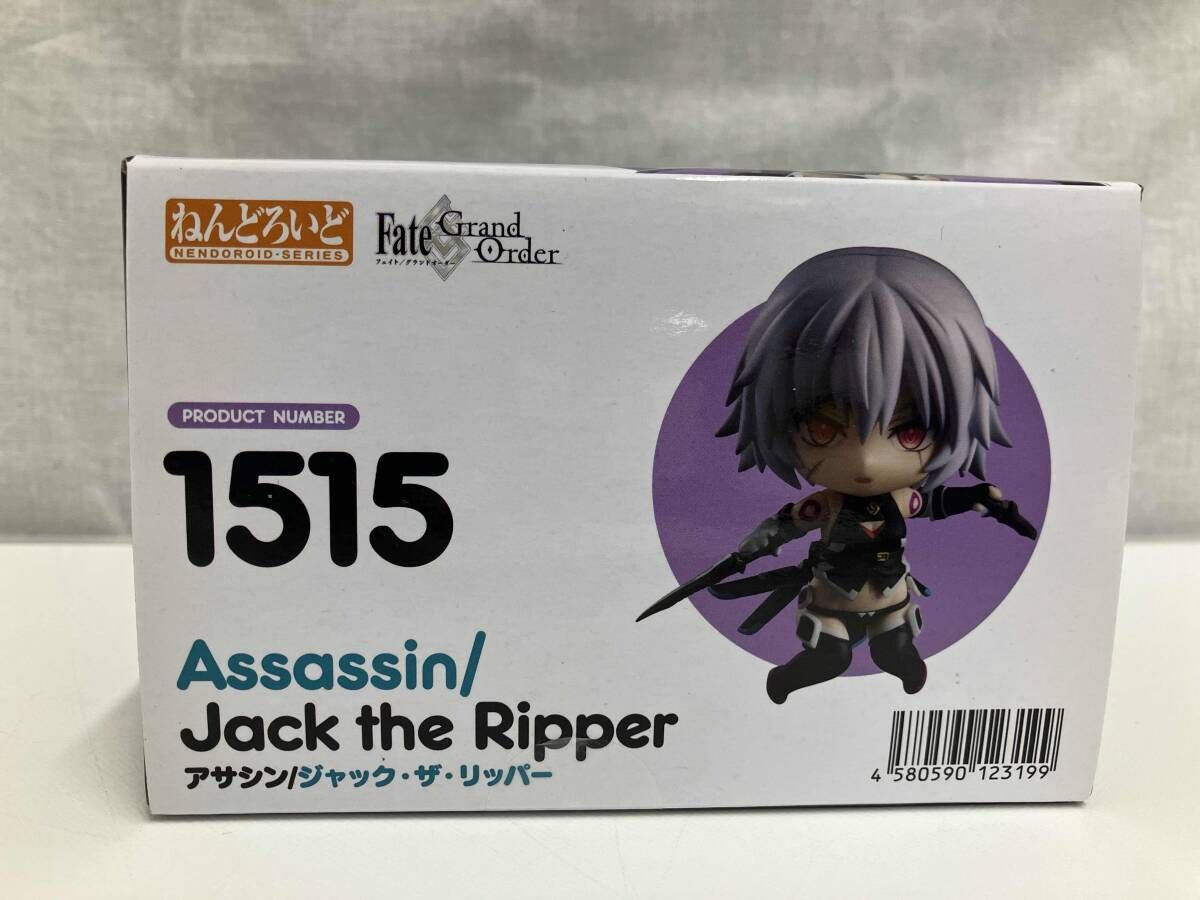 ねんどろいど
NENDOROID·SERIES
Fate
Grand
Order
フェイト/グランドオーダー
PRODUCT NUMBER
1515
Assassin/
Jack the Ripper
アサシン/ジャック・ザ・リッパー
4 580590 123199